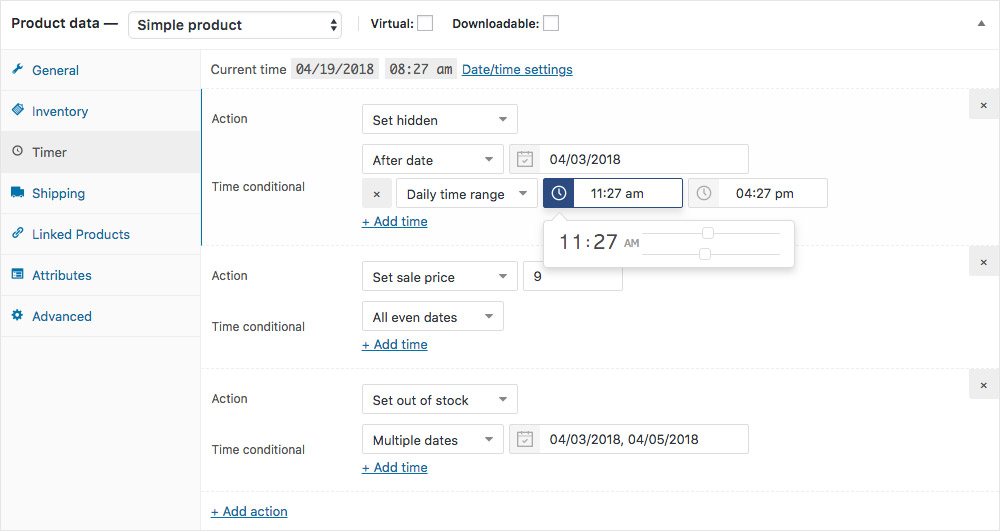 Product data — Simple product Virtual: Downloadable:
General
Inventory
Timer
Shipping
Linked Products
Attributes
Advanced
Current time 04/19/2018 08:27 am Date/time settings
Action Set hidden ×
Time conditional
After date 04/03/2018
× Daily time range 11:27 am 04:27 pm
+ Add time
11:27 AM
Action Set sale price 9 ×
Time conditional
All even dates
+ Add time
Action Set out of stock ×
Time conditional
Multiple dates 04/03/2018, 04/05/2018
+ Add time
+ Add action